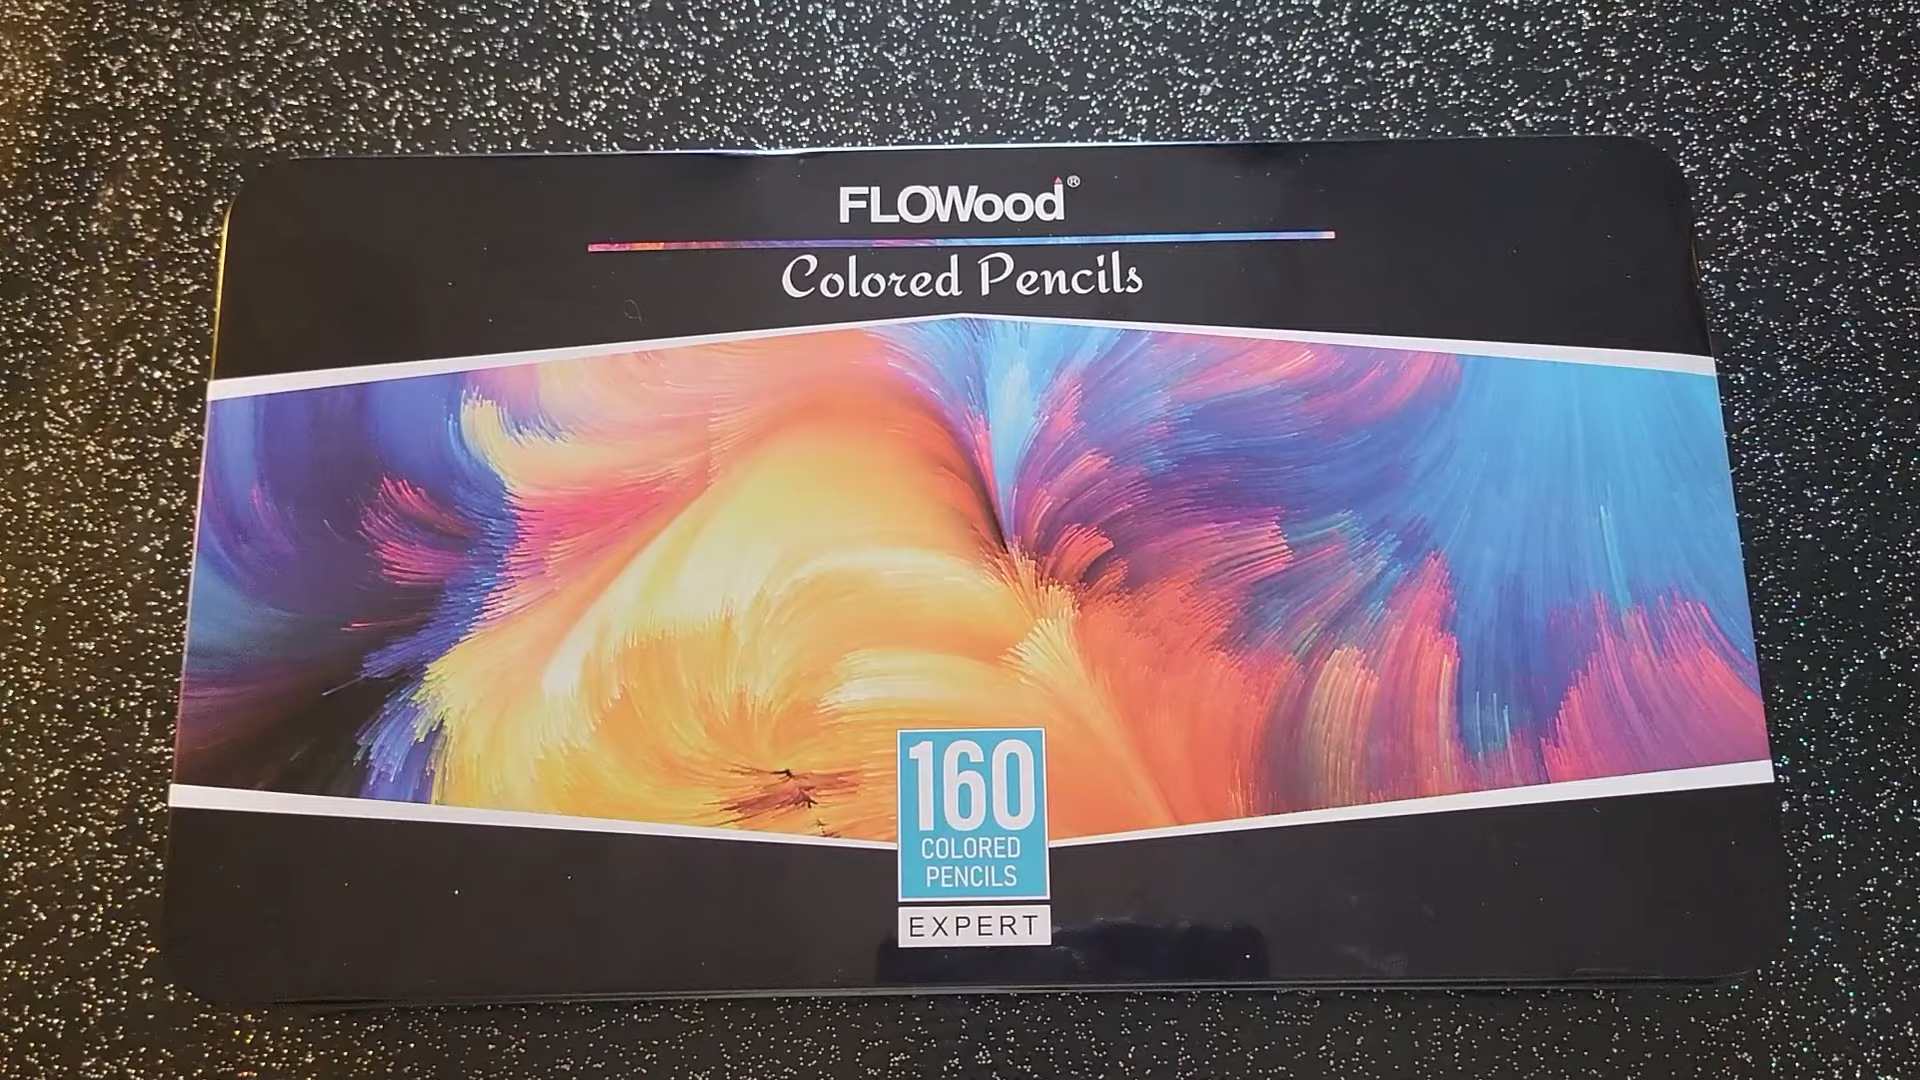 FLOWood®
Colored Pencils
160
COLORED
PENCILS
EXPERT